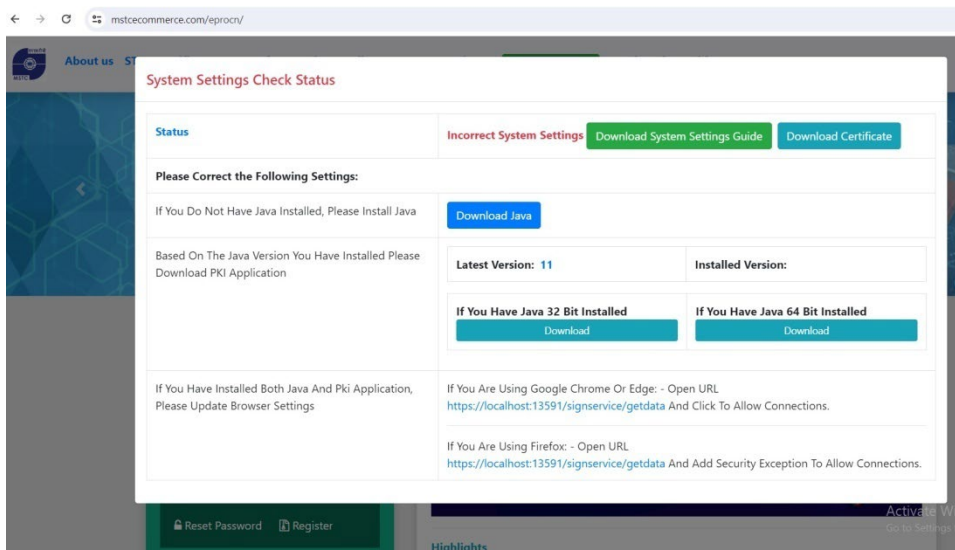 mstcecommerce.com/eprocn/
MSTC
About us
System Settings Check Status
Status
Incorrect System Settings Download System Settings Guide Download Certificate
Please Correct the Following Settings:
If You Do Not Have Java Installed, Please Install Java
Download Java
Based On The Java Version You Have Installed Please
Download PKI Application
Latest Version: 11 Installed Version:
If You Have Java 32 Bit Installed If You Have Java 64 Bit Installed
Download Download
If You Have Installed Both Java And Pki Application,
Please Update Browser Settings
If You Are Using Google Chrome Or Edge: - Open URL
https://localhost:13591/signservice/getdata And Click To Allow Connections.
If You Are Using Firefox: - Open URL
https://localhost:13591/signservice/getdata And Add Security Exception To Allow Connections.
Reset Password Register
Highlights
Activate W
Go to Settings